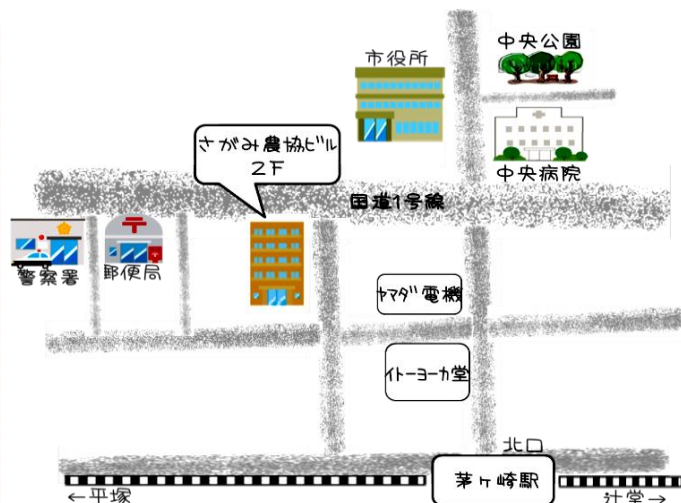 中央公園
市役所
さがみ農協ビル
2F
中央病院
国道1号線
警察署
郵便局
ヤマダ電機
イトーヨーカ堂
北口
茅ヶ崎駅
←平塚
辻堂→